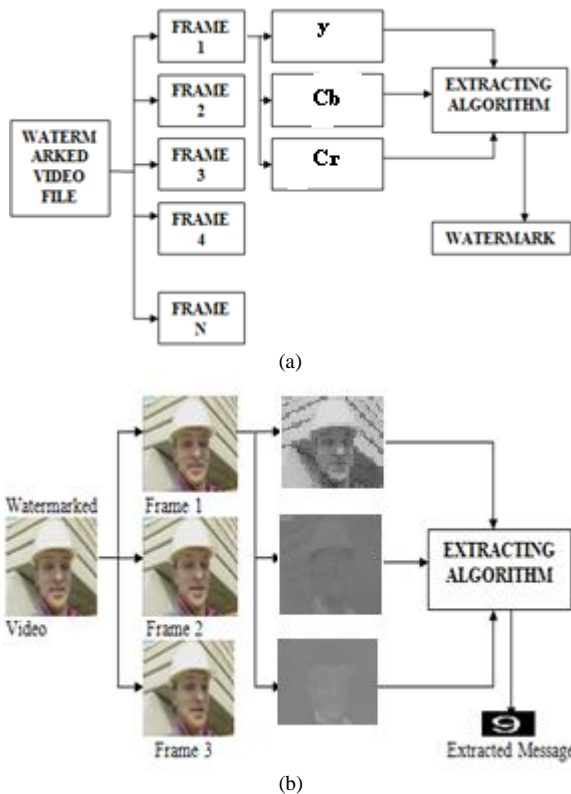 WATERM
ARKED
VIDEO
FILE
FRAME
1
FRAME
2
FRAME
3
FRAME
4
FRAME
N
y
Cb
Cr
EXTRACTING
ALGORITHM
WATERMARK
(a)
Watermarked
Video
Frame 1
Frame 2
Frame 3
EXTRACTING
ALGORITHM
9
Extracted Message
(b)